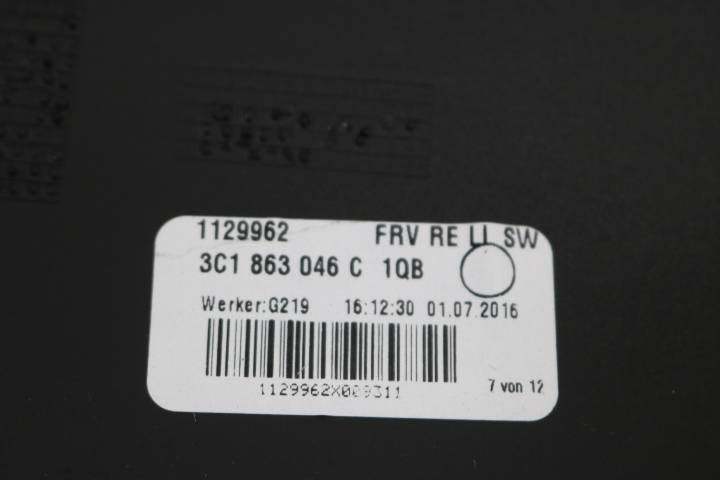 1129962 FRV RE LI SW
3C1 863 046 C 1QB
Werker:G219 16:12:30 01.07.2016
1129962X009311
7 von 12